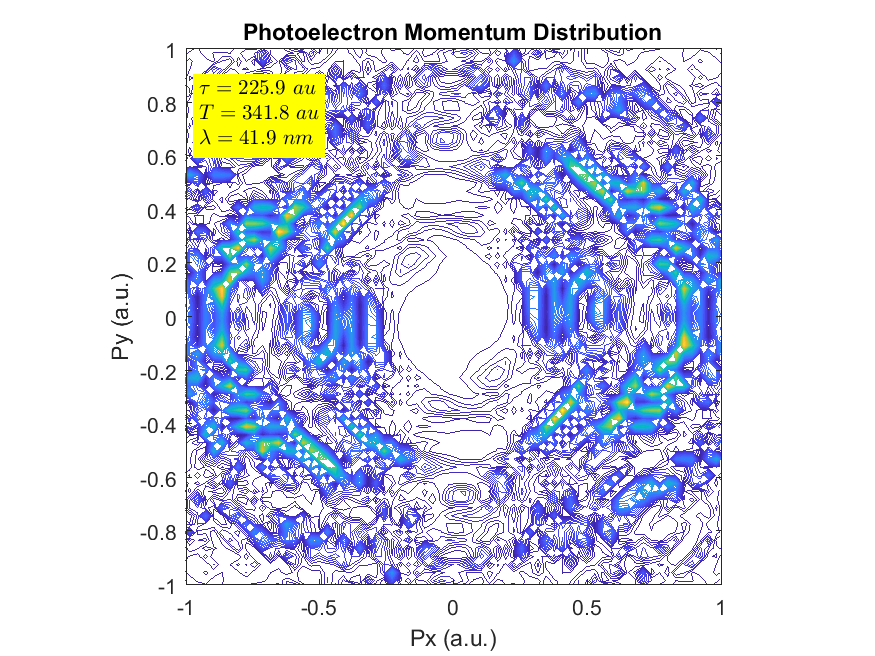 Photoelectron Momentum Distribution
τ = 225.9 au
T = 341.8 au
λ = 41.9 nm
1
0.8
0.6
0.4
0.2
0
-0.2
-0.4
-0.6
-0.8
-1
Py (a.u.)
-1 -0.5 0 0.5 1
Px (a.u.)